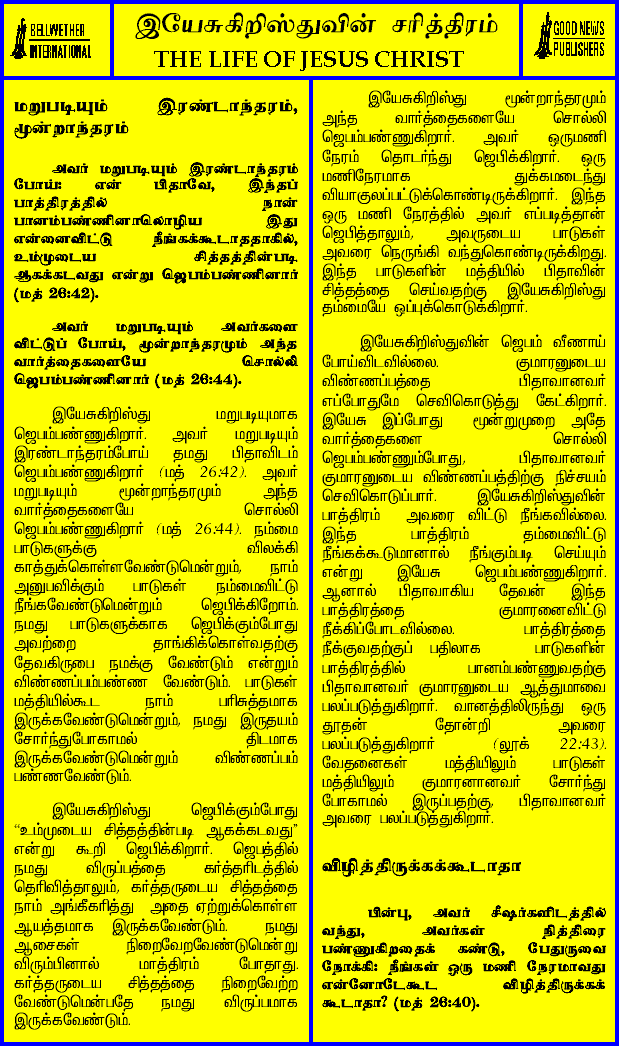 BELLWETHER
INTERNATIONAL
இயேசுகிறிஸ்துவின் சரித்திரம்
THE LIFE OF JESUS CHRIST
GOOD NEWS
PUBLISHERS
மறுபடியும் இரண்டாந்தரம்,
மூன்றாந்தரம்
அவர் மறுபடியும் இரண்டாந்தரம்
போய்: என் பிதாவே, இந்தப்
பாத்திரத்தில் நான்
பானம்பண்ணினாலொழிய இது
என்னைவிட்டு நீங்கக்கூடாததாகில்,
உம்முடைய சித்தத்தின்படி
ஆகக்கடவது என்று ஜெபம்பண்ணினார்
(மத் 26:42).
அவர் மறுபடியும் அவர்களை
விட்டுப் போய், மூன்றாந்தரமும் அந்த
வார்த்தைகளையே சொல்லி
ஜெபம்பண்ணினார் (மத் 26:44).
இயேசுகிறிஸ்து மறுபடியுமாக
ஜெபம்பண்ணுகிறார். அவர் மறுபடியும்
இரண்டாந்தரம்போய் தமது பிதாவிடம்
ஜெபம்பண்ணுகிறார் (மத் 26:42). அவர்
மறுபடியும் மூன்றாந்தரமும் அந்த
வார்த்தைகளையே சொல்லி
ஜெபம்பண்ணுகிறார் (மத் 26:44). நம்மை
பாடுகளுக்கு விலக்கி
காத்துக்கொள்ளவேண்டுமென்றும், நாம்
அனுபவிக்கும் பாடுகள் நம்மைவிட்டு
நீங்கவேண்டுமென்றும் ஜெபிக்கிறோம்.
நமது பாடுகளுக்காக ஜெபிக்கும்போது
அவற்றை தாங்கிக்கொள்வதற்கு
தேவகிருபை நமக்கு வேண்டும் என்றும்
விண்ணப்பம்பண்ண வேண்டும். பாடுகள்
மத்தியில்கூட நாம் பரிசுத்தமாக
இருக்கவேண்டுமென்றும், நமது இருதயம்
சோர்ந்துபோகாமல் திடமாக
இருக்கவேண்டுமென்றும் விண்ணப்பம்
பண்ணவேண்டும்.
இயேசுகிறிஸ்து ஜெபிக்கும்போது
“உம்முடைய சித்தத்தின்படி ஆகக்கடவது”
என்று கூறி ஜெபிக்கிறார். ஜெபத்தில்
நமது விருப்பத்தை கர்த்தரிடத்தில்
தெரிவித்தாலும், கர்த்தருடைய சித்தத்தை
நாம் அங்கீகரித்து அதை ஏற்றுக்கொள்ள
ஆயத்தமாக இருக்கவேண்டும். நமது
ஆசைகள் நிறைவேறவேண்டுமென்று
விரும்பினால் மாத்திரம் போதாது.
கர்த்தருடைய சித்தத்தை நிறைவேற்ற
வேண்டுமென்பதே நமது விருப்பமாக
இருக்கவேண்டும்.
இயேசுகிறிஸ்து மூன்றாந்தரமும்
அந்த வார்த்தைகளையே சொல்லி
ஜெபம்பண்ணுகிறார். அவர் ஒருமணி
நேரம் தொடர்ந்து ஜெபிக்கிறார். ஒரு
மணிநேரமாக துக்கமடைந்து
வியாகுலப்பட்டுக்கொண்டிருக்கிறார். இந்த
ஒரு மணி நேரத்தில் அவர் எப்படித்தான்
ஜெபித்தாலும், அவருடைய பாடுகள்
அவரை நெருங்கி வந்துகொண்டிருக்கிறது.
இந்த பாடுகளின் மத்தியில் பிதாவின்
சித்தத்தை செய்வதற்கு இயேசுகிறிஸ்து
தம்மையே ஒப்புக்கொடுக்கிறார்.
இயேசுகிறிஸ்துவின் ஜெபம் வீணாய்
போய்விடவில்லை. குமாரனுடைய
விண்ணப்பத்தை பிதாவானவர்
எப்போதுமே செவிகொடுத்து கேட்கிறார்.
இயேசு இப்போது மூன்றுமுறை அதே
வார்த்தைகளை சொல்லி
ஜெபம்பண்ணும்போது, பிதாவானவர்
குமாரனுடைய விண்ணப்பத்திற்கு நிச்சயம்
செவிகொடுப்பார். இயேசுகிறிஸ்துவின்
பாத்திரம் அவரை விட்டு நீங்கவில்லை.
இந்த பாத்திரம் தம்மைவிட்டு
நீங்கக்கூடுமானால் நீங்கும்படி செய்யும்
என்று இயேசு ஜெபம்பண்ணுகிறார்.
ஆனால் பிதாவாகிய தேவன் இந்த
பாத்திரத்தை குமாரனைவிட்டு
நீக்கிப்போடவில்லை. பாத்திரத்தை
நீக்குவதற்குப் பதிலாக பாடுகளின்
பாத்திரத்தில் பானம்பண்ணுவதற்கு
பிதாவானவர் குமாரனுடைய ஆத்துமாவை
பலப்படுத்துகிறார். வானத்திலிருந்து ஒரு
தூதன் தோன்றி அவரை
பலப்படுத்துகிறார் (லூக் 22:43).
வேதனைகள் மத்தியிலும் பாடுகள்
மத்தியிலும் குமாரனானவர் சோர்ந்து
போகாமல் இருப்பதற்கு, பிதாவானவர்
அவரை பலப்படுத்துகிறார்.
விழித்திருக்கக்கூடாதா
பின்பு, அவர் சீஷர்களிடத்தில்
வந்து, அவர்கள் நித்திரை
பண்ணுகிறதைக் கண்டு, பேதுருவை
நோக்கி: நீங்கள் ஒரு மணி நேரமாவது
என்னோடேகூட விழித்திருக்கக்
கூடாதா? (மத் 26:40).